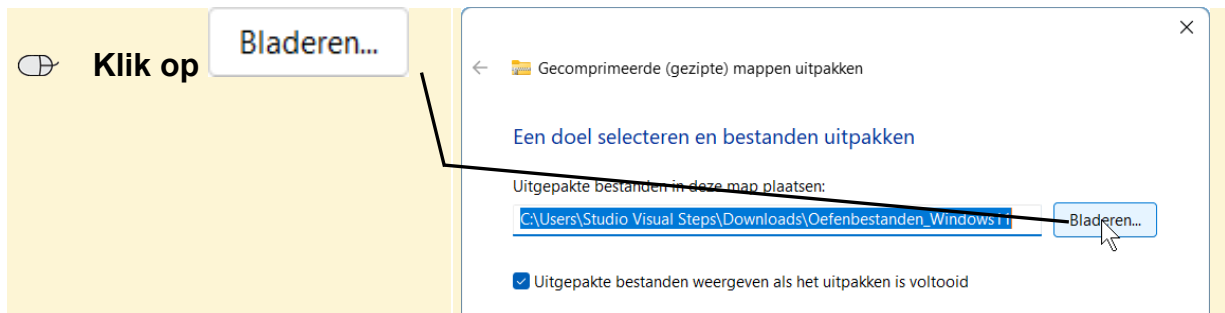 Klik op Bladeren...
Gecomprimeerde (gezipte) mappen uitpakken
Een doel selecteren en bestanden uitpakken
Uitgepakte bestanden in deze map plaatsen:
C:\Users\Studio Visual Steps\Downloads\Oefenbestanden_Windows11
Bladeren...
Uitgepakte bestanden weergeven als het uitpakken is voltooid